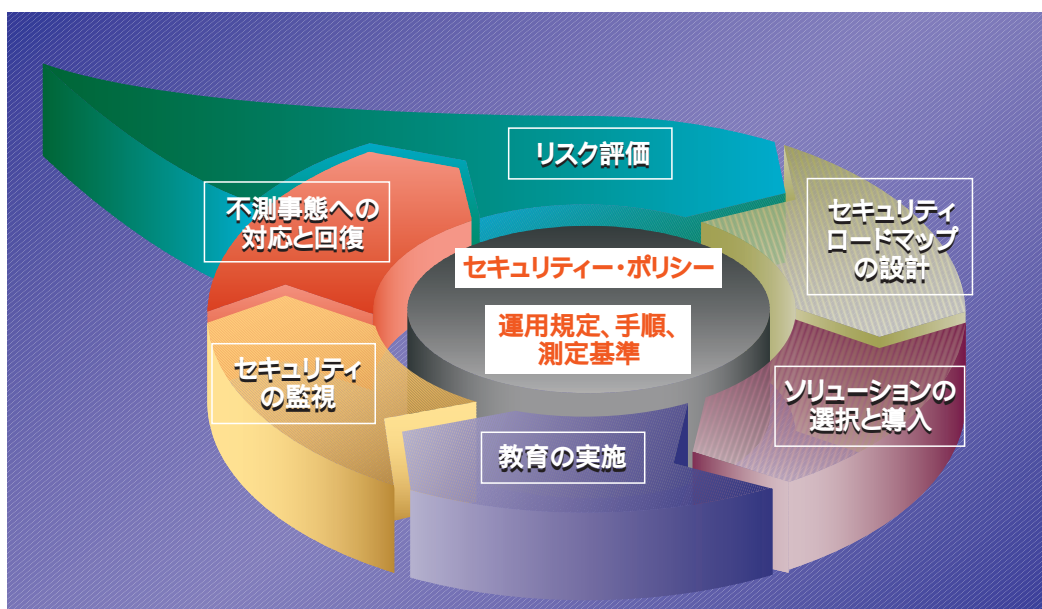 リスク評価
不測事態への
対応と回復
セキュリティ
ロードマップ
の設計
セキュリティー・ポリシー
運用規定、手順、
測定基準
セキュリティ
の監視
ソリューションの
選択と導入
教育の実施